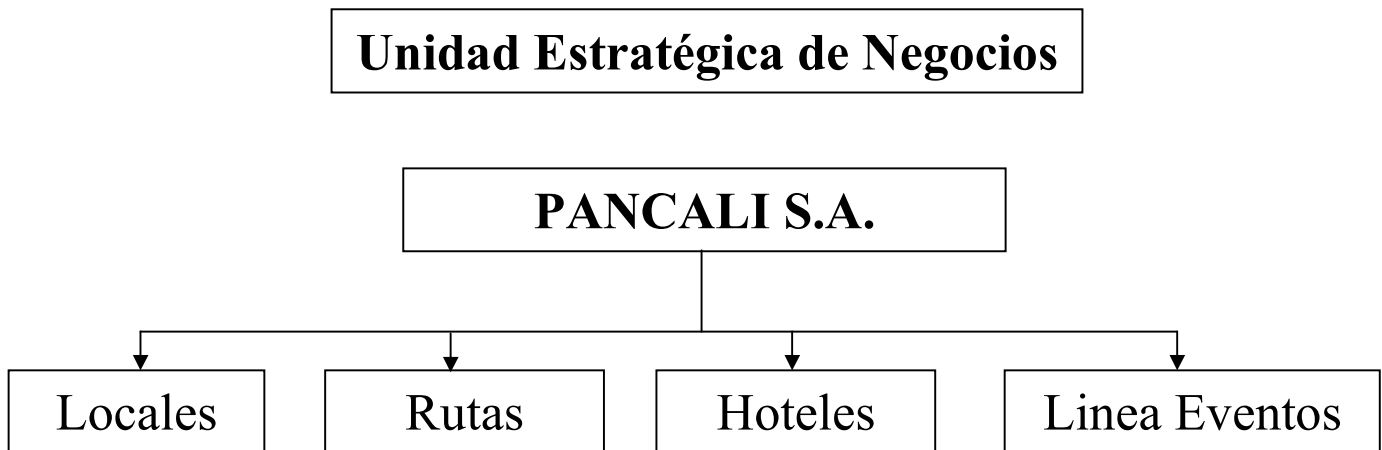 Unidad Estratégica de Negocios
PANCALI S.A.
Locales
Rutas
Hoteles
Linea Eventos